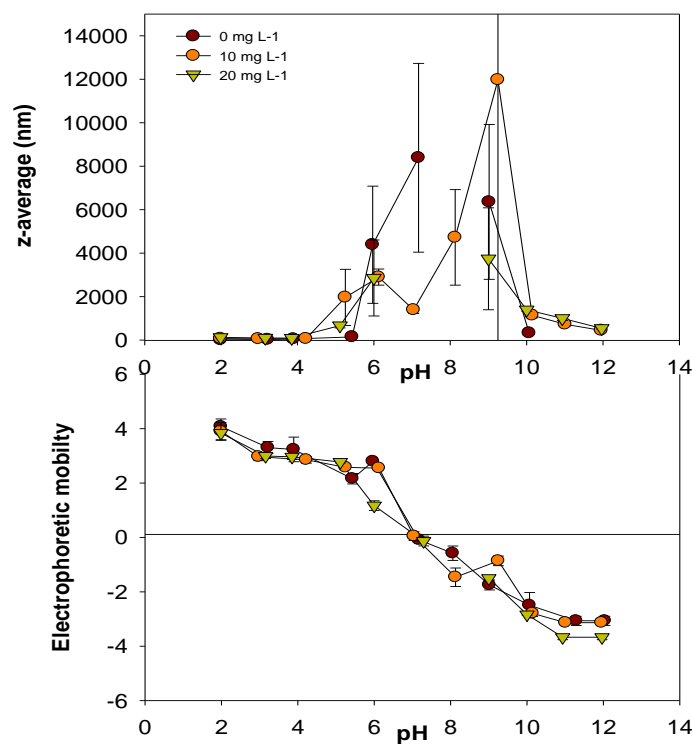 14000
12000
10000
8000
6000
4000
2000
0
z-average (nm)
0 mg L-1
10 mg L-1
20 mg L-1
0 2 4 6 8 10 12 14
pH
6
4
2
0
-2
-4
-6
Electrophoretic mobilty
0 2 4 6 8 10 12 14
pH